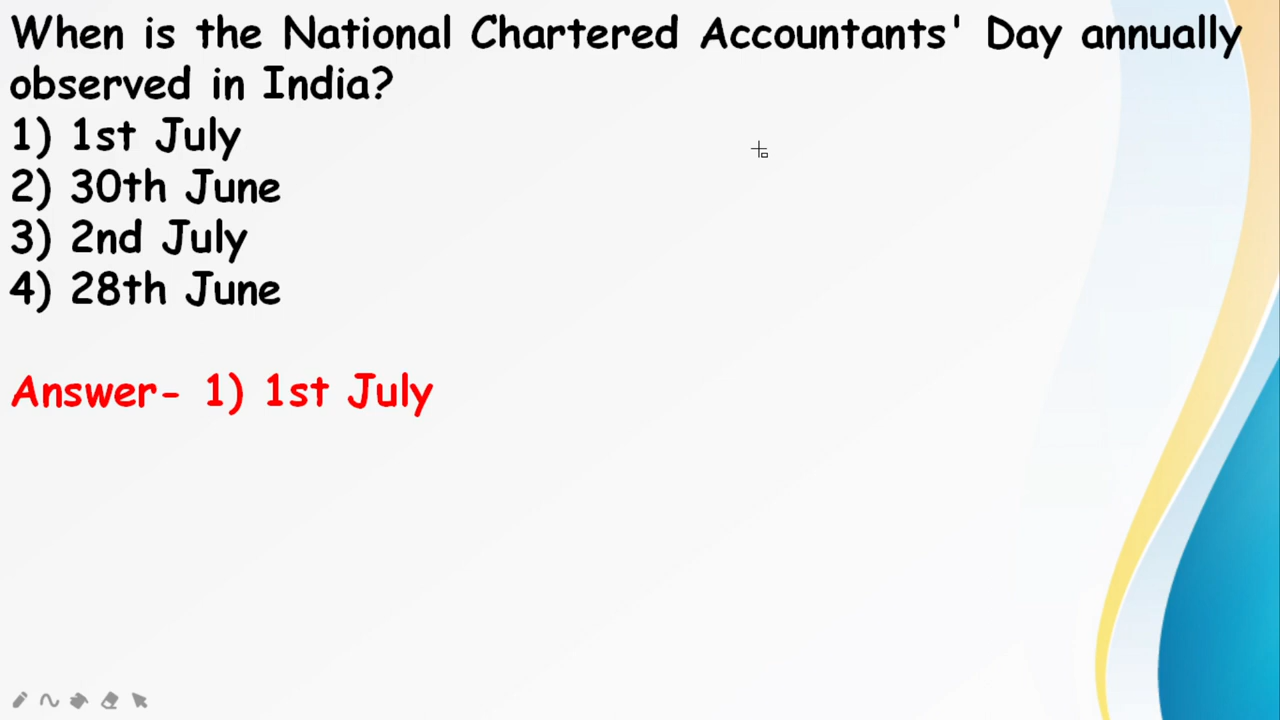 When is the National Chartered Accountants' Day annually
observed in India?
1) 1st July
2) 30th June
3) 2nd July
4) 28th June
Answer- 1) 1st July